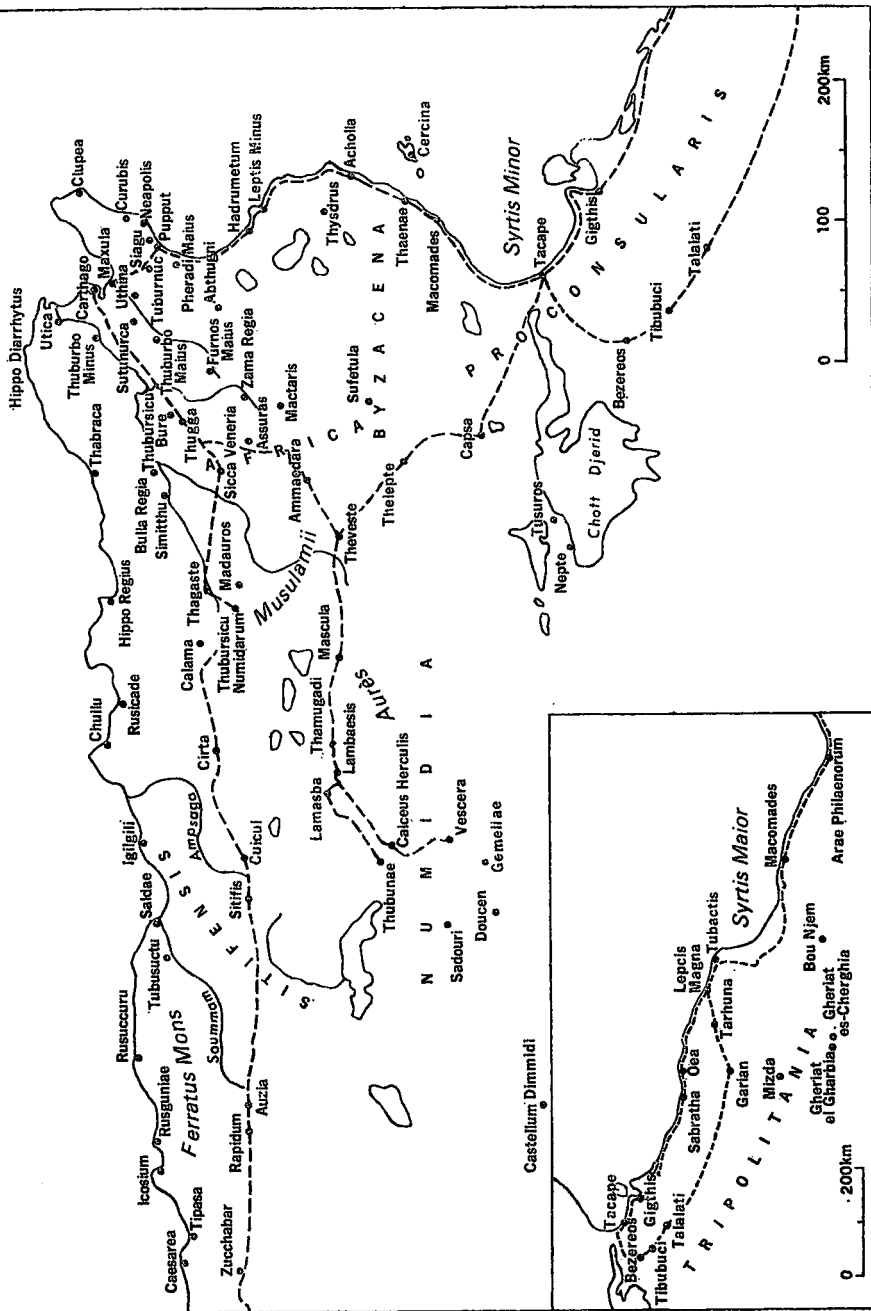 Hippo Diarrhytus
Utica
Clupea
Thuburbo
Minus
Carthago
Maxula
Curubis
Neapolis
Siagu
Pupput
Uthina
Tuburnuc
Sutunurca
Thuburbo
Maius
Pheradi Maius
Abthugni
Furnos
Maius
Zama Regia
Hadrumetum
Leptis Minus
Thysdrus
Acholla
Cercina
Thaenae
Macomades
Syrtis Minor
Tacape
Gigthis
Talalati
Tibubuci
Bezereos
Capsa
Thelepte
Sufetula
Mactaris
Assuras
Sicca Veneria
Thugga
Bure
Thubursicu
Thabraca
Bulla Regia
Simitthu
Ammaedara
Theveste
Madauros
Musulamii
Thagaste
Thubursicu
Numidarum
Calama
Hippo Regius
Rusicade
Chullu
Cirta
Mascula
Thamugadi
Aures
Lambaesis
Lamasba
Calceus Herculis
Thubunae
Vescera
Gemellae
Doucen
Sadouri
Cuicul
Sitifis
Ampsaga
Igilgili
Saldae
Tubusuctu
Soummam
Rusuccuru
Ferratus Mons
Rusguniae
Icosium
Tipasa
Caesarea
Zucchabar
Rapidum
Auzia
Castellum Dimmidi
Tusuros
Nepte
Chott Djerid
AFRICA
PROCONSULARIS
BYZACENA
NUMIDIA
SITIFENSIS
0 100 200km
Tacape
Bezereos
Gigthis
Tibubuci
Talalati
Sabratha
Oea
Lepcis
Magna
Tubactis
Tarhuna
Garian
Mizda
Gheriat
el Gharbia
Gheriat
es-Cherghia
Bou Njem
Syrtis Maior
Macomades
Arae Philaenorum
TRIPOLITANIA
0 200km